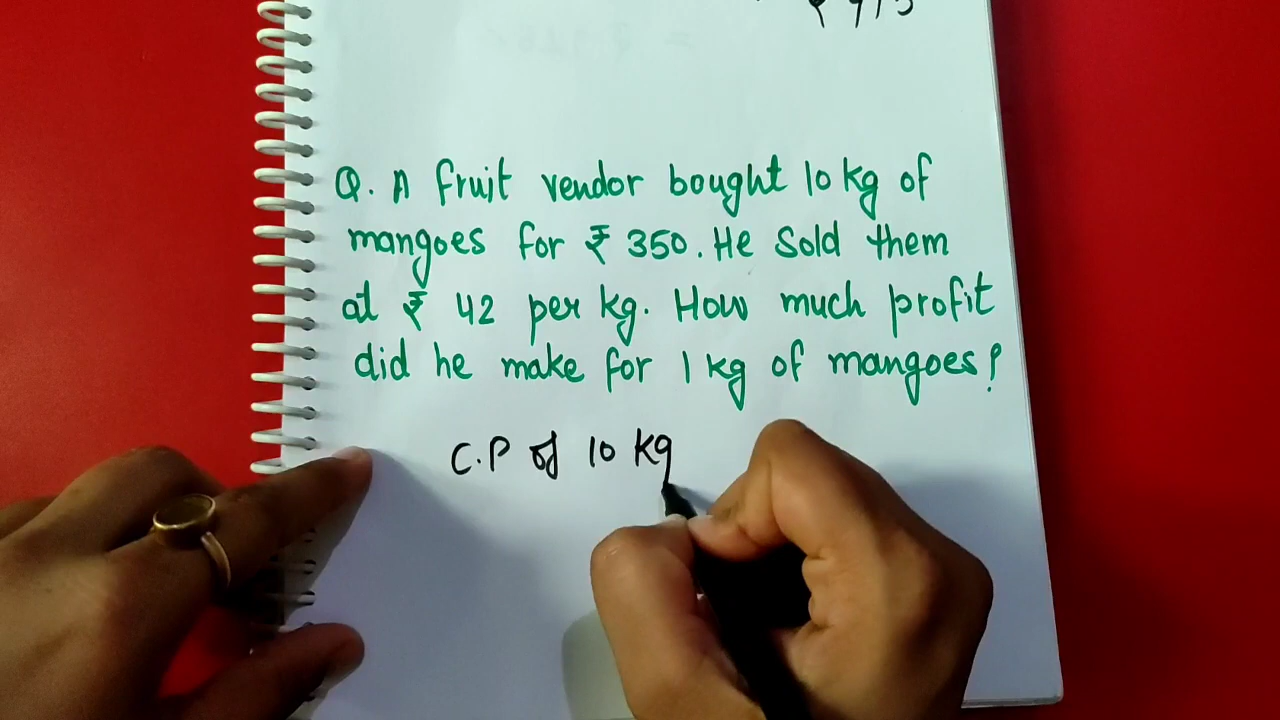 Q. A fruit vendor bought 10 kg of
mangoes for ₹ 350. He sold them
at ₹ 42 per kg. How much profit
did he make for 1 kg of mangoes?
C.P of 10 kg